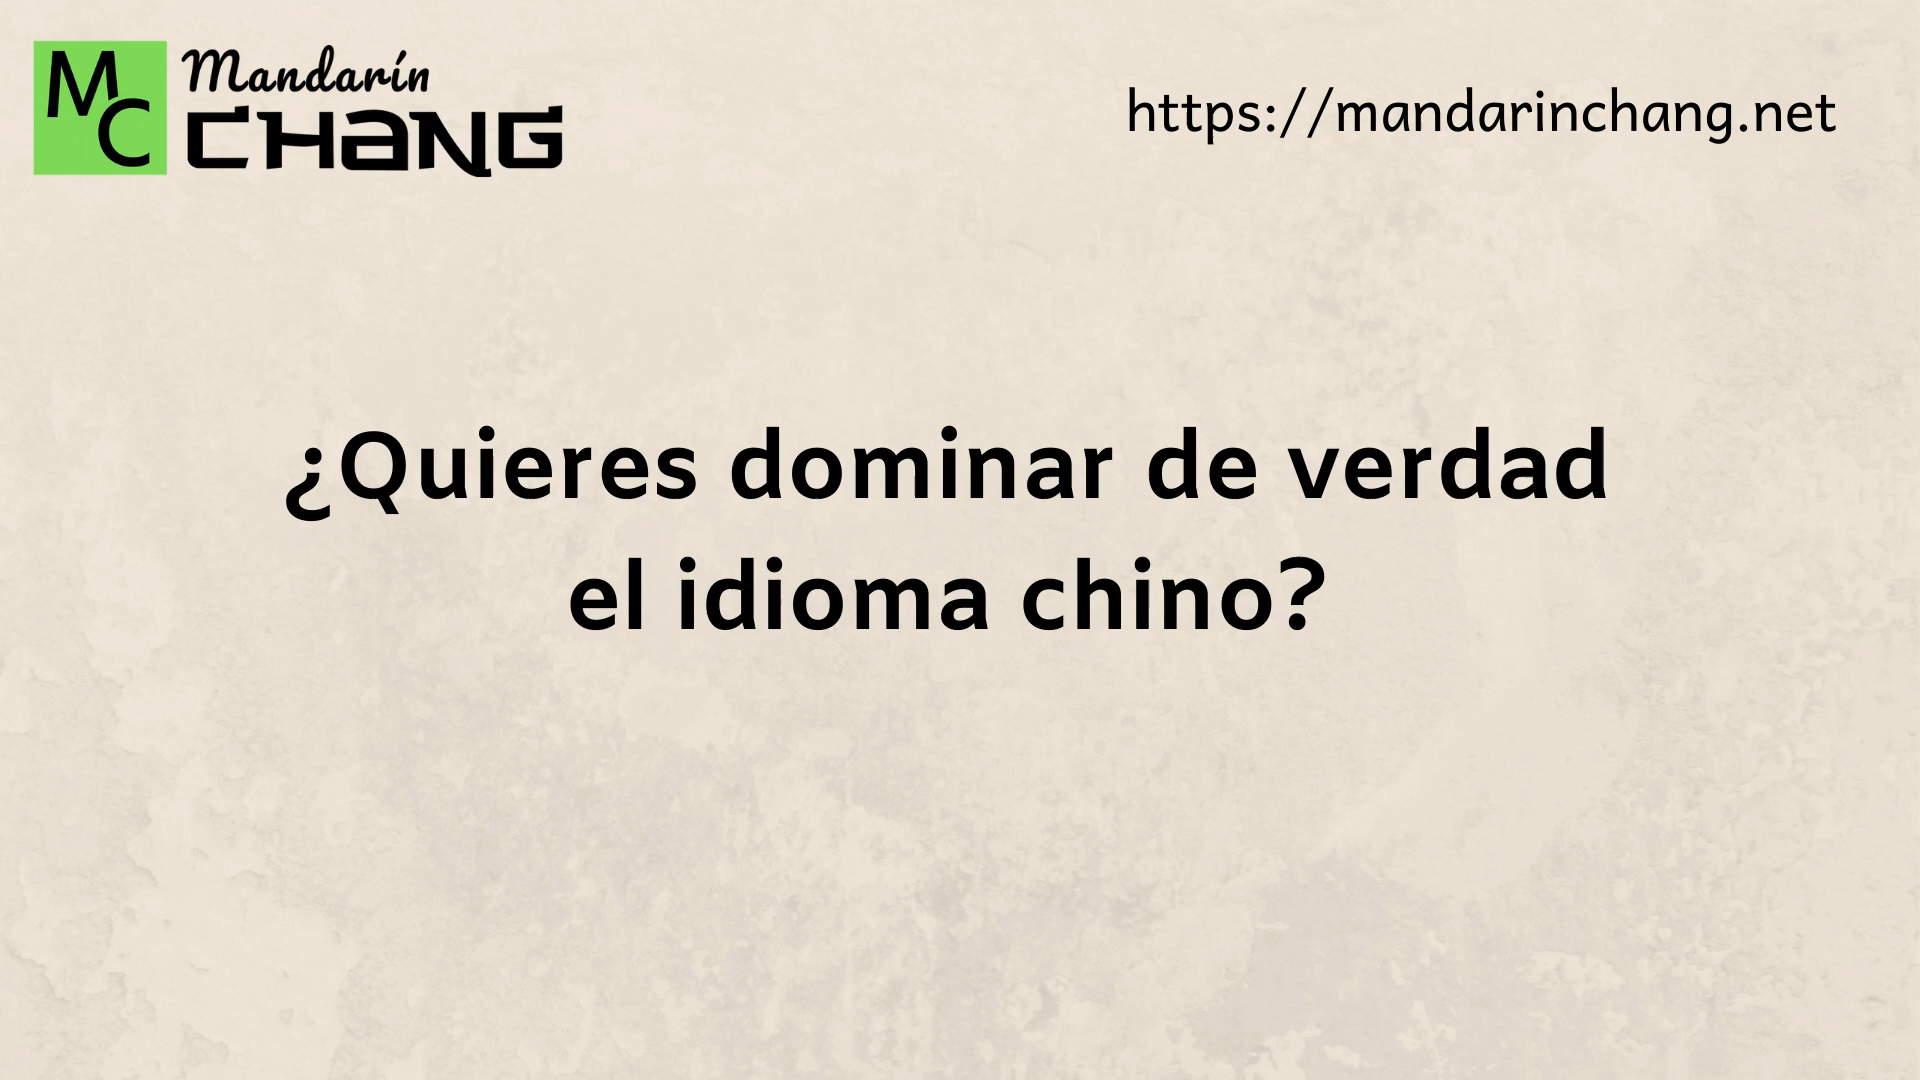 MC
Mandarín
CHANG
https://mandarinchang.net
¿Quieres dominar de verdad
el idioma chino?